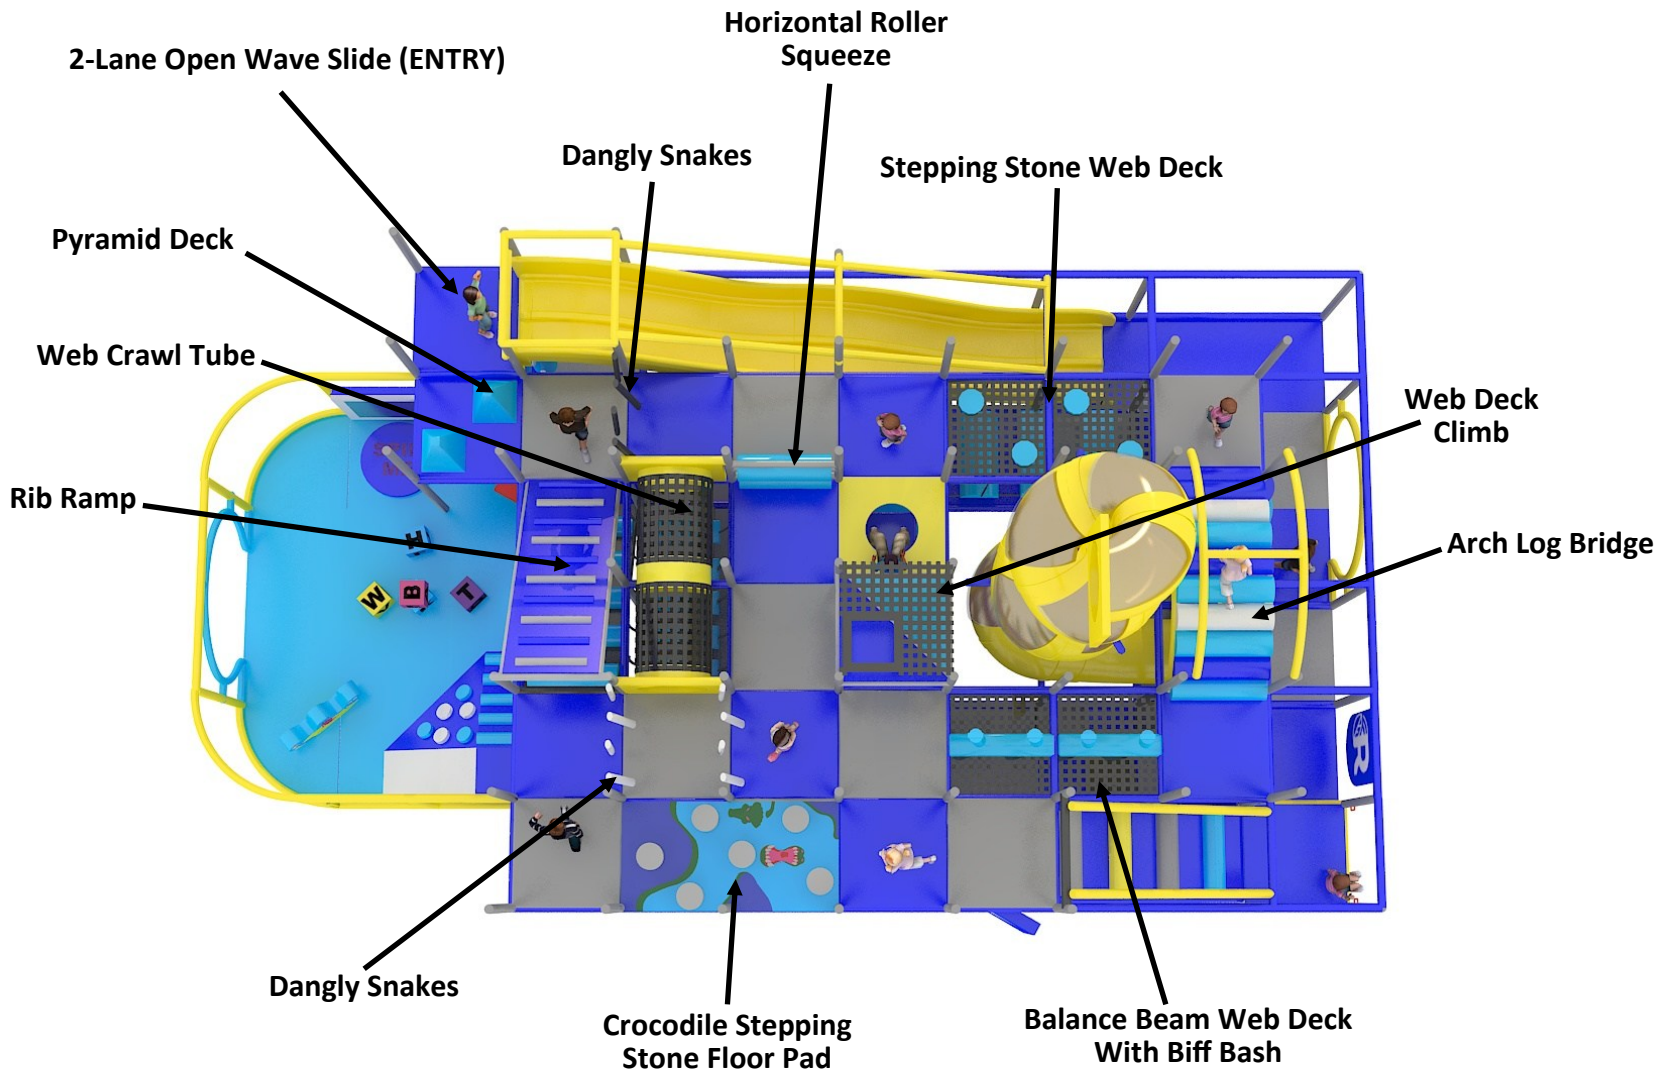 Horizontal Roller
Squeeze
2-Lane Open Wave Slide (ENTRY)
Dangly Snakes
Stepping Stone Web Deck
Pyramid Deck
Web Crawl Tube
Web Deck
Climb
Rib Ramp
Arch Log Bridge
W
B
T
R
Dangly Snakes
Crocodile Stepping
Stone Floor Pad
Balance Beam Web Deck
With Biff Bash